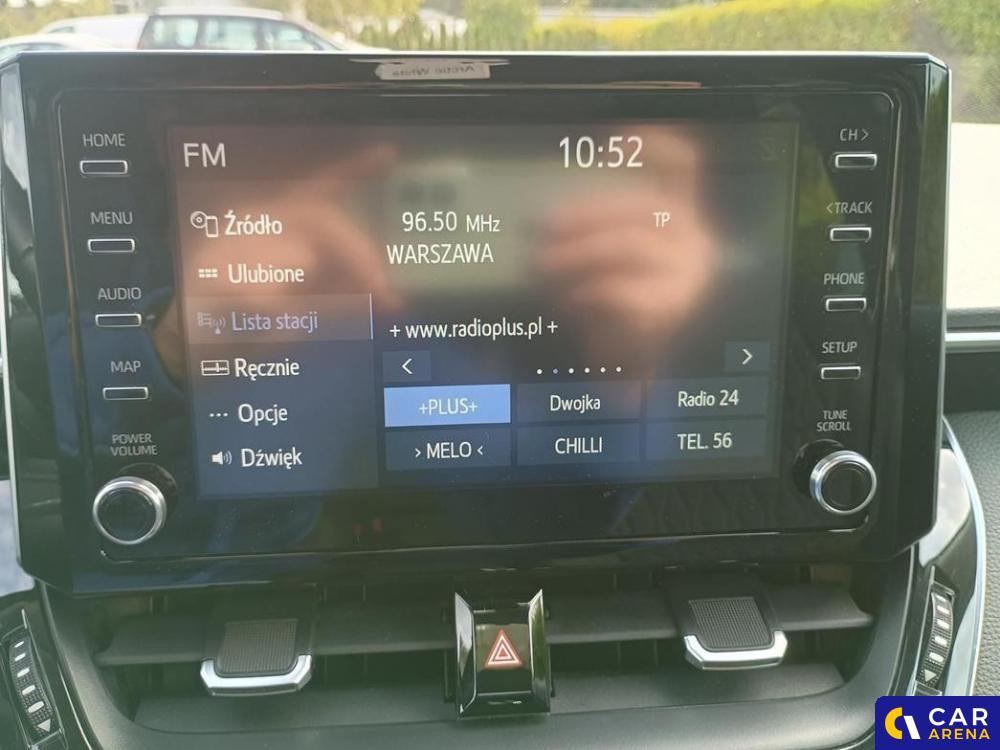 Arctic White
HOME
MENU
AUDIO
MAP
POWER
VOLUME
FM
10:52
Źródło
Ulubione
Lista stacji
Ręcznie
Opcje
Dźwięk
96.50 MHz
TP
WARSZAWA
+ www.radioplus.pl +
<
>
+PLUS+
Dwojka
Radio 24
> MELO <
CHILLI
TEL. 56
CH >
< TRACK
PHONE
SETUP
TUNE
SCROLL
CAR
ARENA